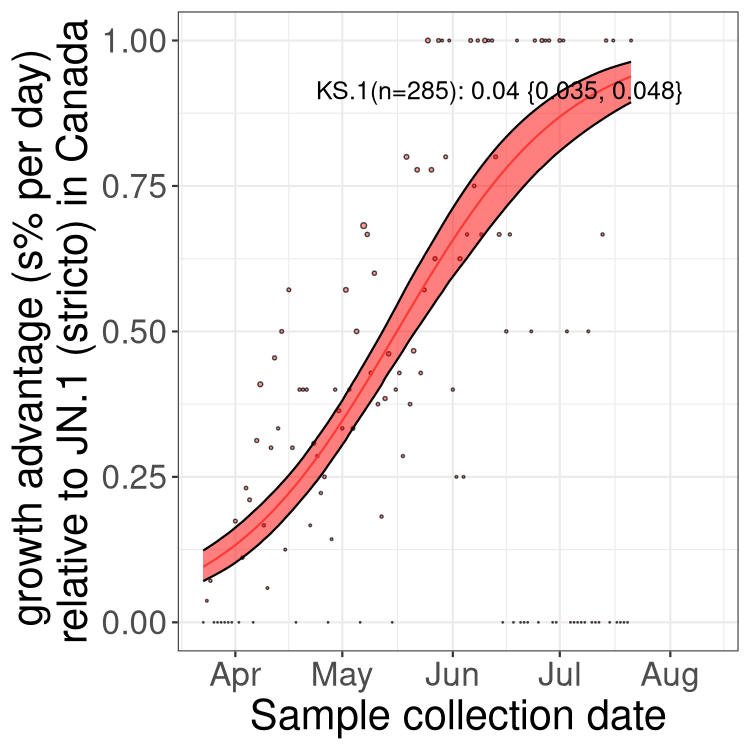 growth advantage (s% per day)
relative to JN.1 (stricto) in Canada
1.00
0.75
0.50
0.25
0.00
KS.1(n=285): 0.04 {0.035, 0.048}
Apr May Jun Jul Aug
Sample collection date